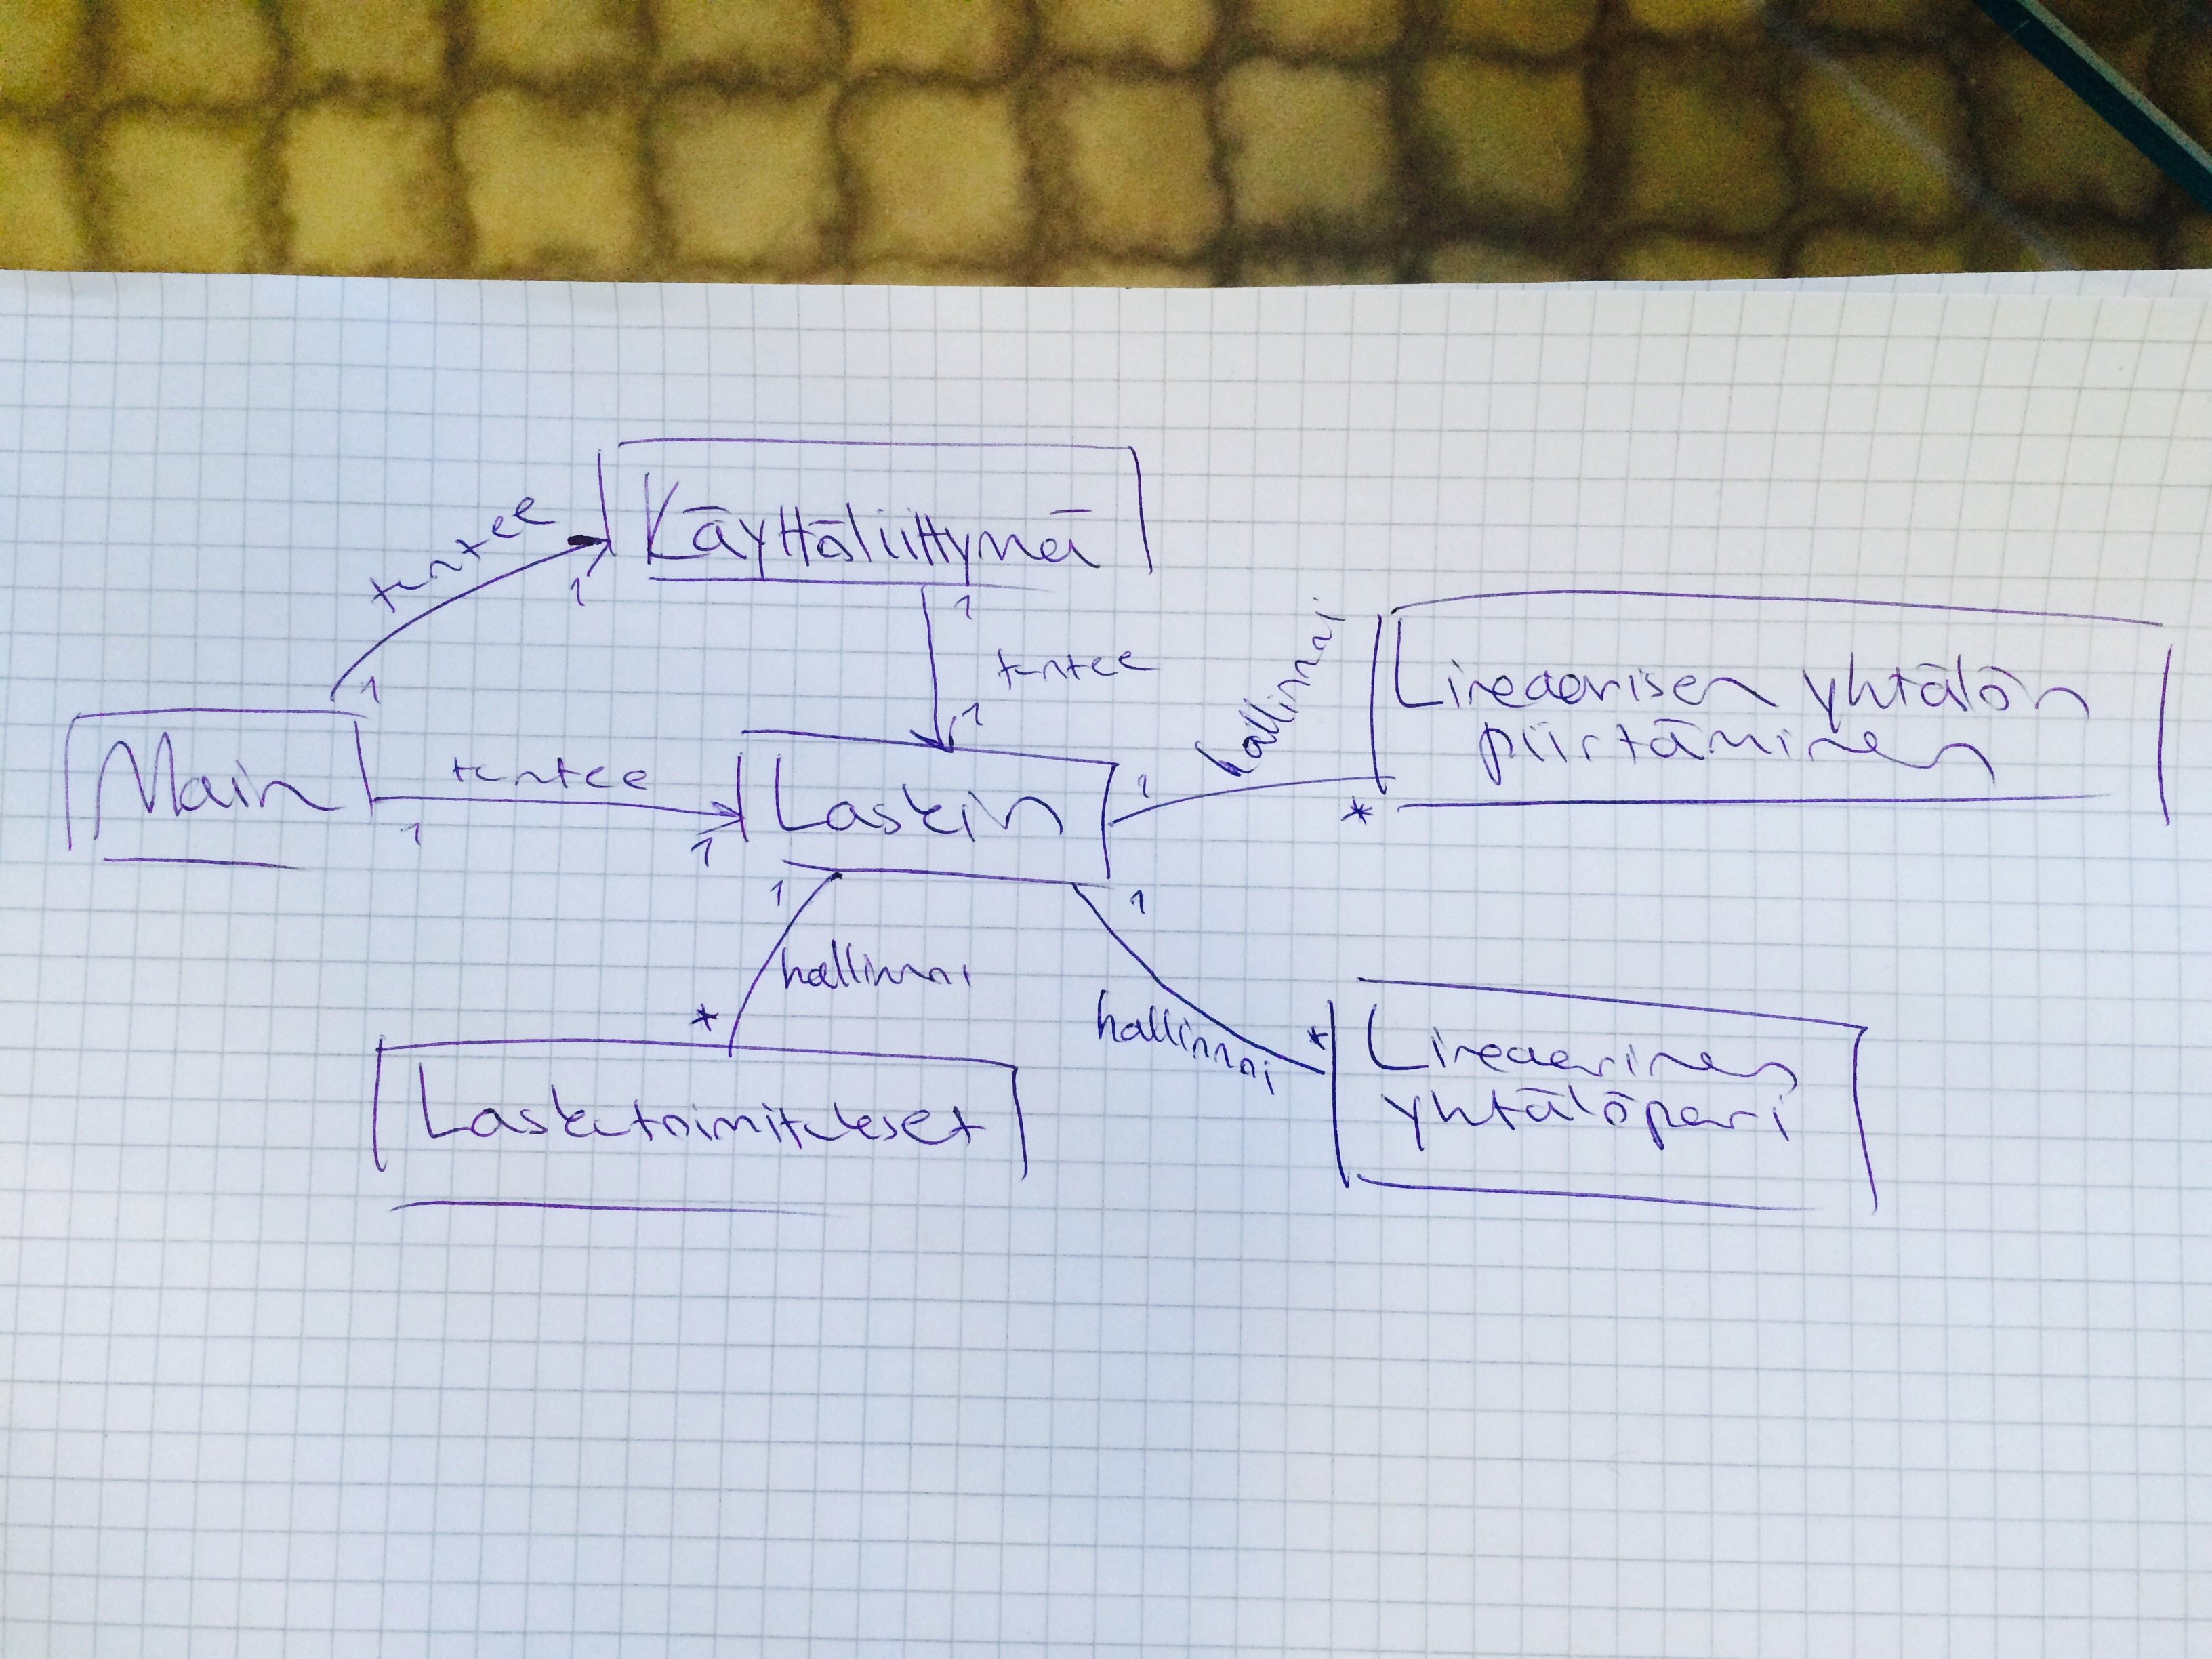 Käyttöliittymä
tuntee
1
1
tuntee
1
1
Main
1
tuntee
1
1
Laskin
1
hallinnoi
*
Lineaarisen yhtälön
piirtäminen
1
hallinnoi
*
Laskutoimitukset
1
hallinnoi
*
Lineaarinen
yhtälöpari